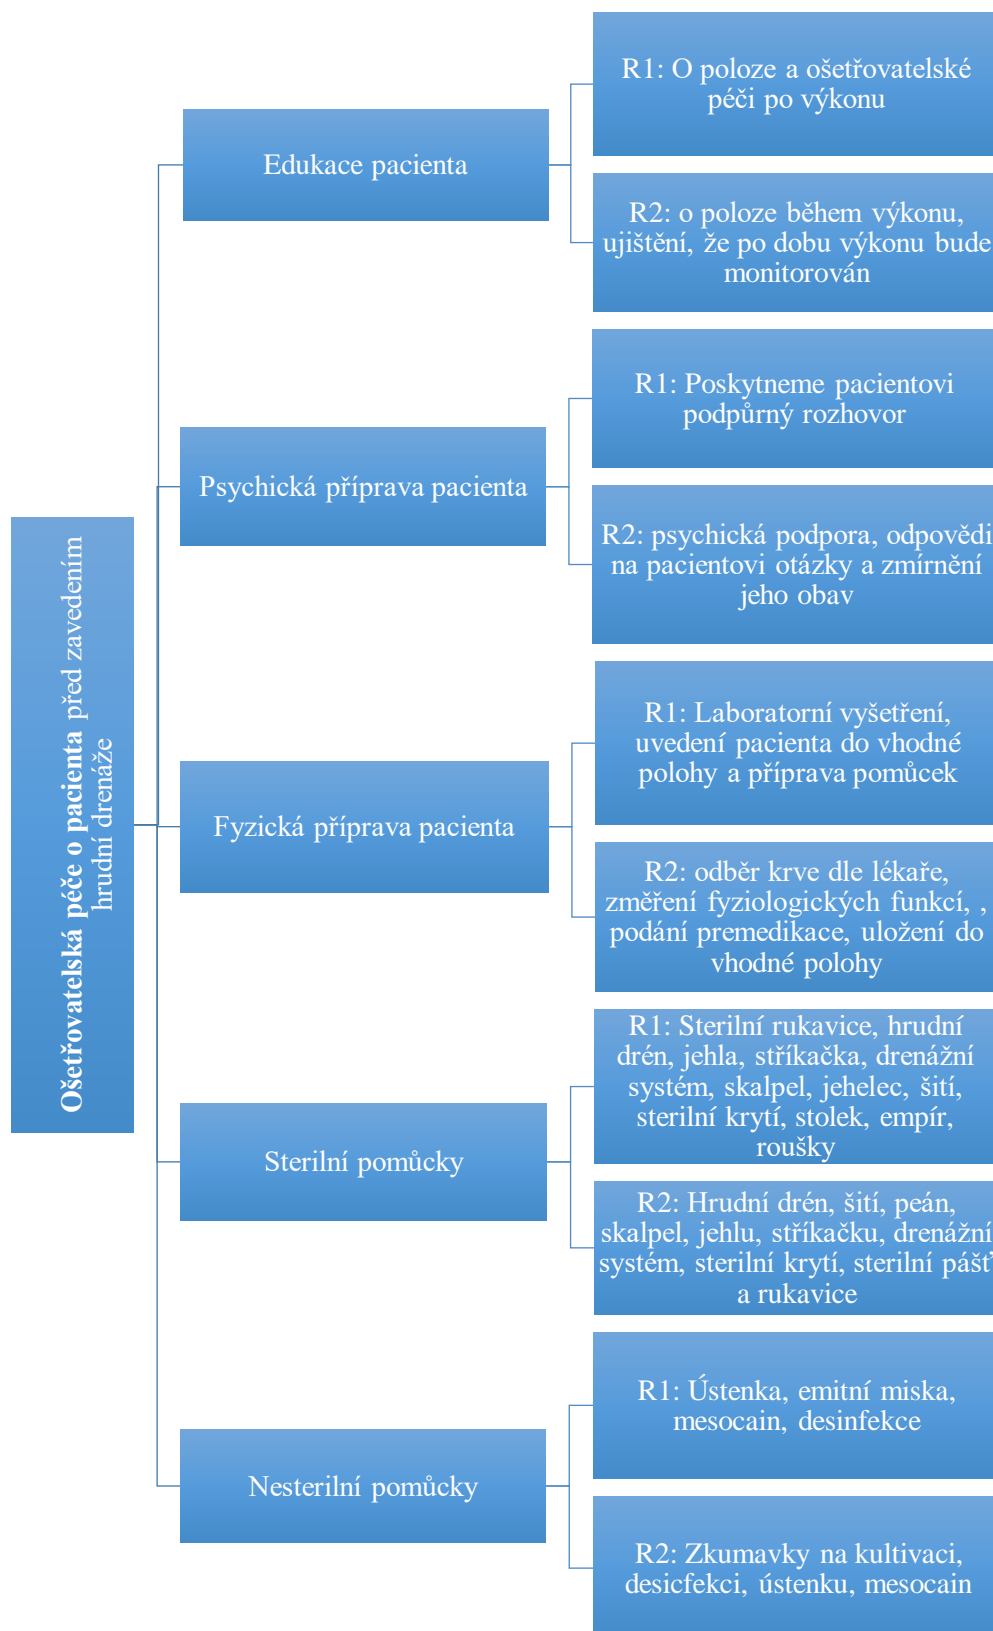 Ošetřovatelská péče o pacienta před zavedením
hrudní drenáže
Edukace pacienta
R1: O poloze a ošetřovatelské
péči po výkonu
R2: o poloze během výkonu,
ujištění, že po dobu výkonu bude
monitorován
Psychická příprava pacienta
R1: Poskytneme pacientovi
podpůrný rozhovor
R2: psychická podpora, odpovědi
na pacientovi otázky a zmírnění
jeho obav
Fyzická příprava pacienta
R1: Laboratorní vyšetření,
uvedení pacienta do vhodné
polohy a příprava pomůcek
R2: odběr krve dle lékaře,
změření fyziologických funkcí, ,
podání premedikace, uložení do
vhodné polohy
Sterilní pomůcky
R1: Sterilní rukavice, hrudní
drén, jehla, stříkačka, drenážní
systém, skalpel, jehelec, šití,
sterilní krytí, stolek, empír,
roušky
R2: Hrudní drén, šití, peán,
skalpel, jehlu, stříkačku, drenážní
systém, sterilní krytí, sterilní pášť
a rukavice
Nesterilní pomůcky
R1: Ústenka, emitní miska,
mesocain, desinfekce
R2: Zkumavky na kultivaci,
desicfekci, ústenku, mesocain